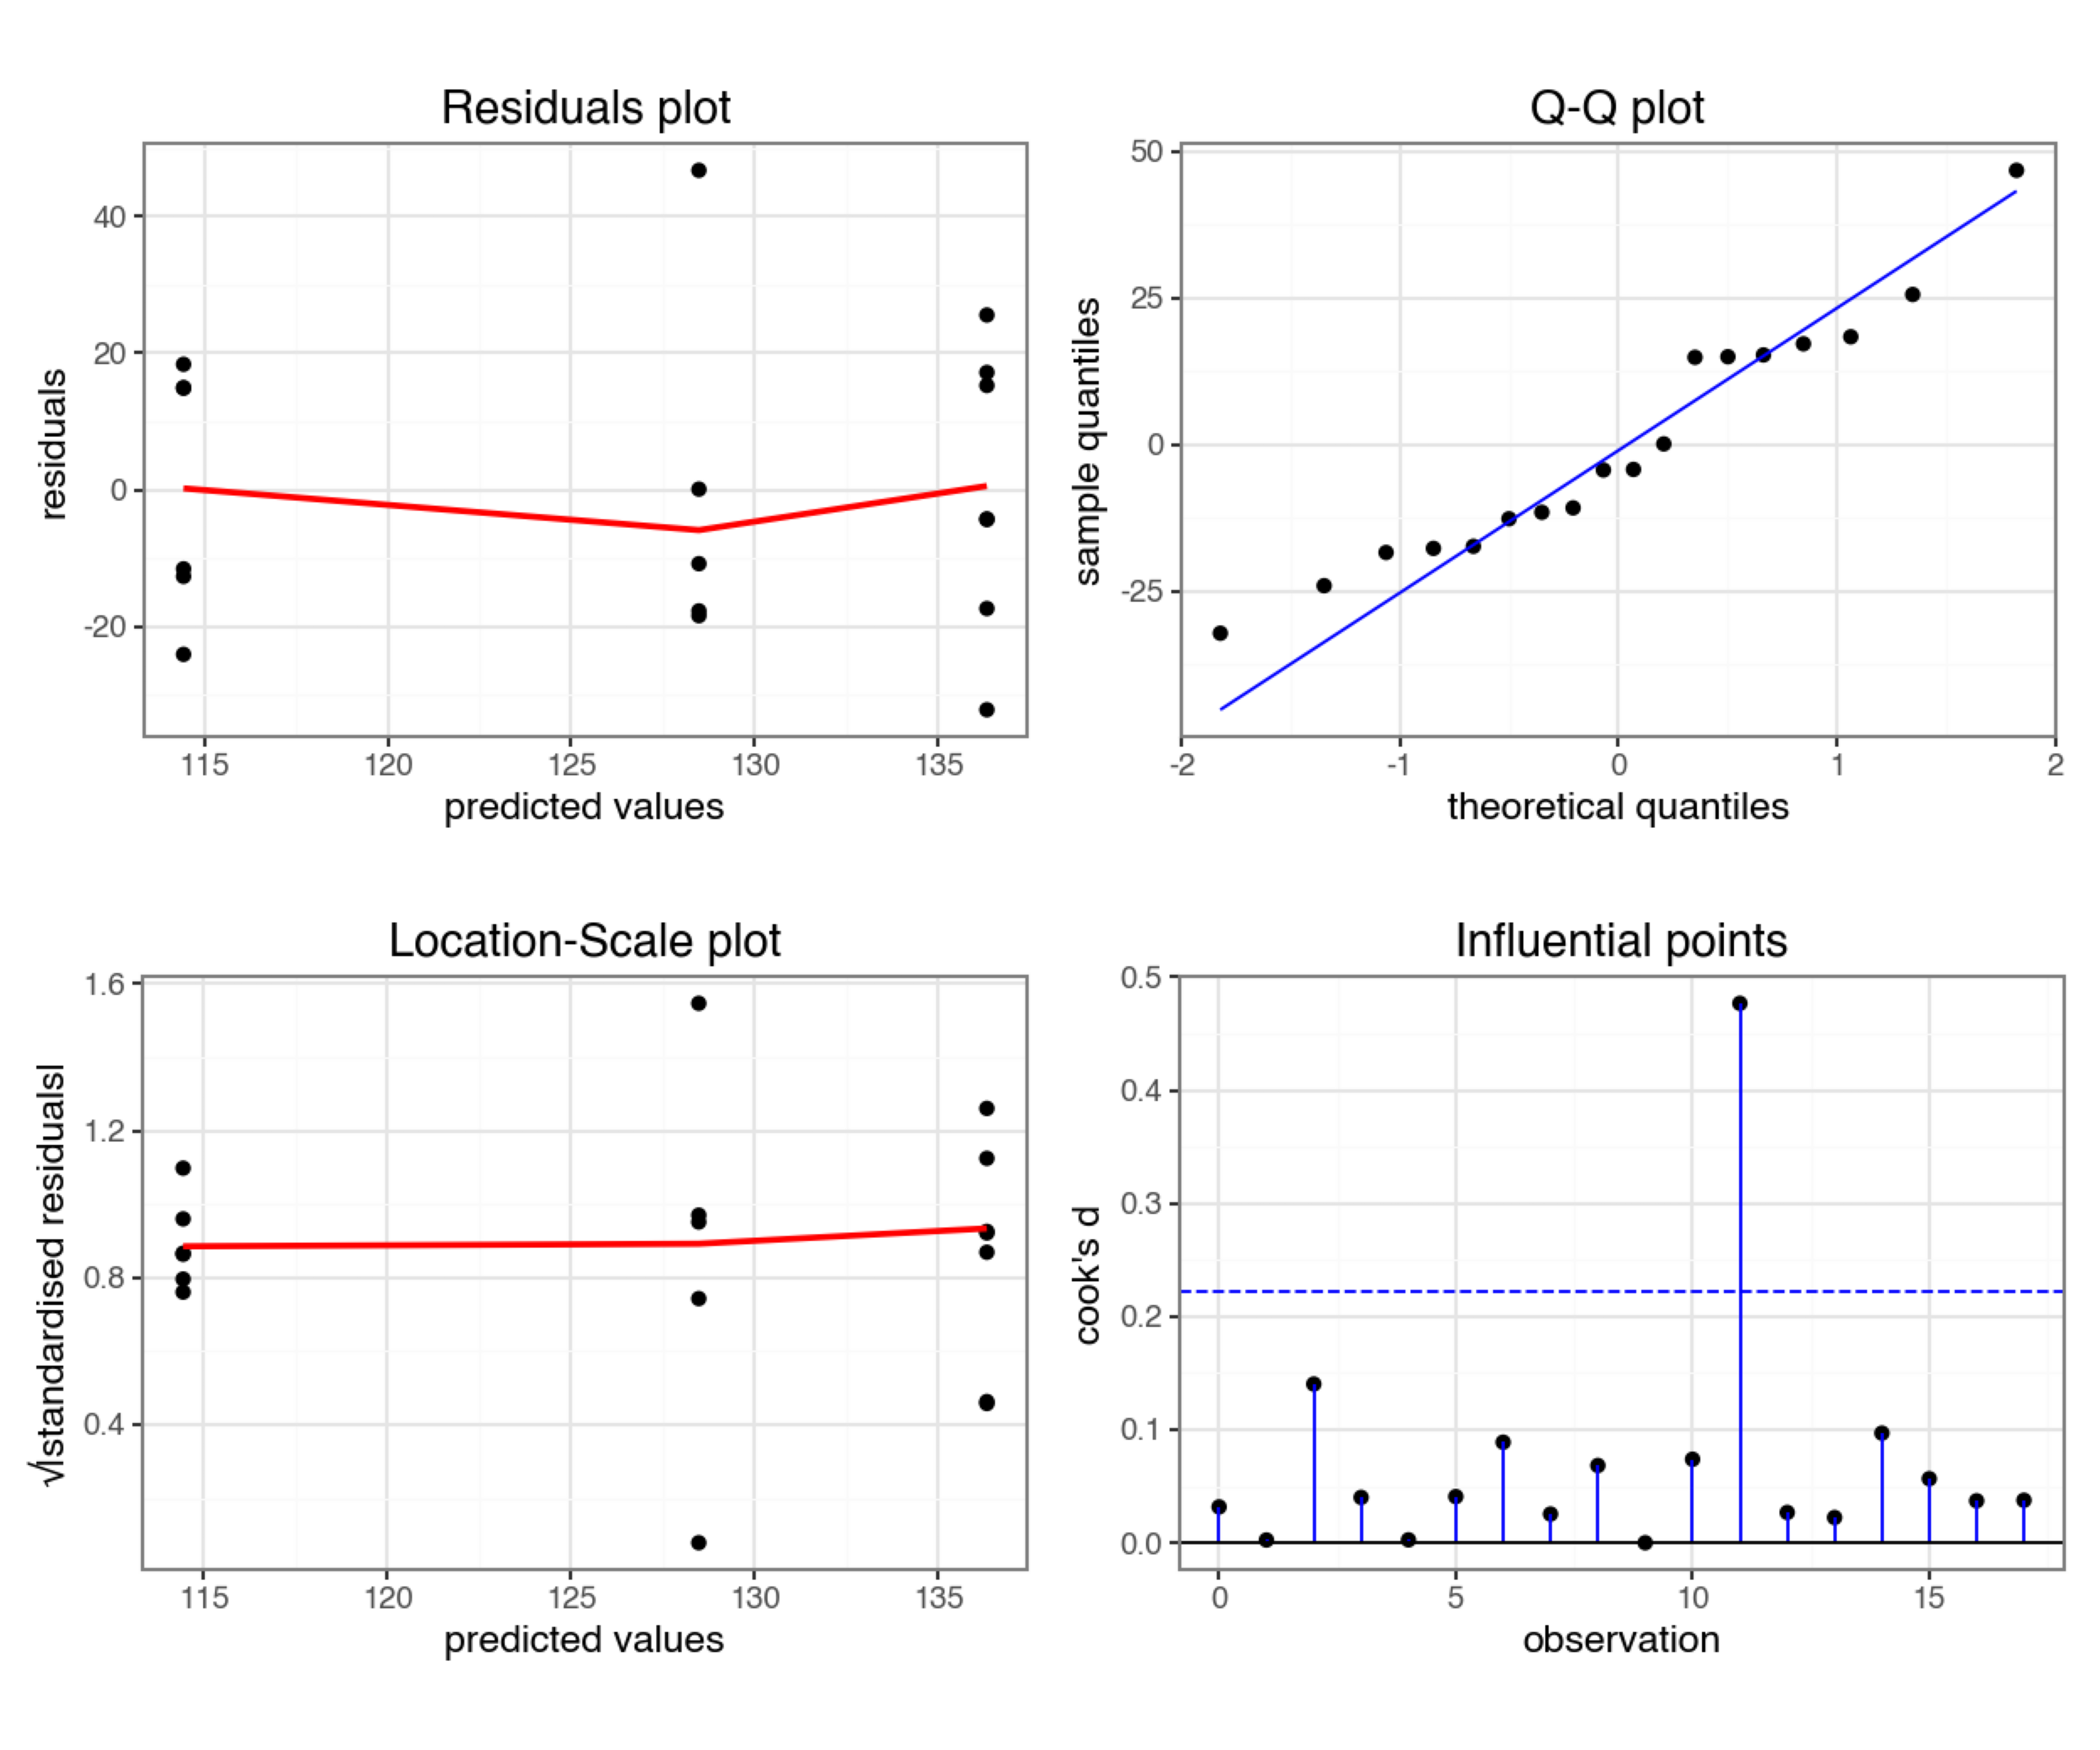 Residuals plot
40
20
0
-20
residuals
115 120 125 130 135
predicted values
Q-Q plot
50
25
0
-25
sample quantiles
-2 -1 0 1 2
theoretical quantiles
Location-Scale plot
1.6
1.2
0.8
0.4
√|standardised residuals|
115 120 125 130 135
predicted values
Influential points
0.5
0.4
0.3
0.2
0.1
0.0
cook's d
0 5 10 15
observation